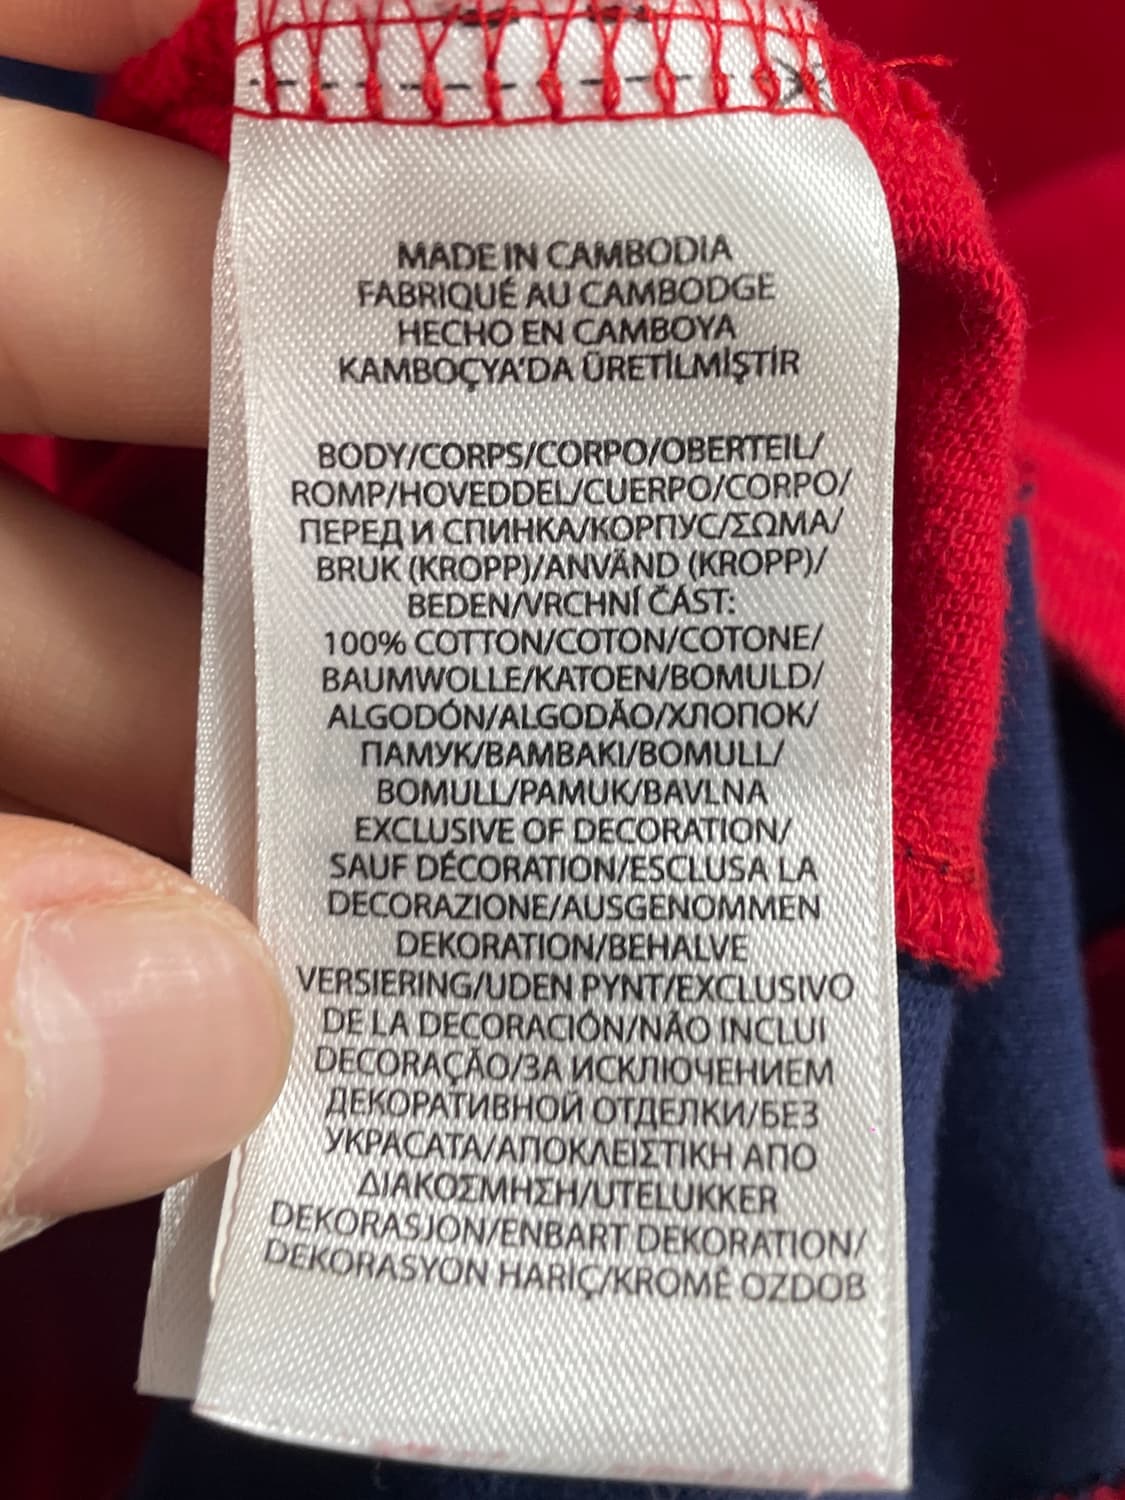 MADE IN CAMBODIA
FABRIQUÉ AU CAMBODGE
HECHO EN CAMBOYA
KAMBOÇYA'DA ÜRETİLMİŞTİR
BODY/CORPS/CORPO/OBERTEIL/
ROMP/HOVEDDEL/CUERPO/CORPO/
ПЕРЕД И СПИНКА/КОРПУС/ΣΩΜΑ/
BRUK (KROPP)/ANVÄND (KROPP)/
BEDEN/VRCHNÍ ČÁST:
100% COTTON/COTON/COTONE/
BAUMWOLLE/KATOEN/BOMULD/
ALGODÓN/ALGODÃO/ХЛОПОК/
ПАМУК/ΒΑΜΒΑΚΙ/BOMULL/
BOMULL/PAMUK/BAVLNA
EXCLUSIVE OF DECORATION/
SAUF DÉCORATION/ESCLUSA LA
DECORAZIONE/AUSGENOMMEN
DEKORATION/BEHALVE
VERSIERING/UDEN PYNT/EXCLUSIVO
DE LA DECORACIÓN/NÃO INCLUI
DECORAÇÃO/ЗА ИСКЛЮЧЕНИЕМ
ДЕКОРАТИВНОЙ ОТДЕЛКИ/БЕЗ
УКРАСАТА/ΑΠΟΚΛΕΙΣΤΙΚΗ ΑΠΟ
ΔΙΑΚΟΣΜΗΣΗ/UTELUKKER
DEKORASJON/ENBART DEKORATION/
DEKORASYON HARİÇ/KROMĚ OZDOB